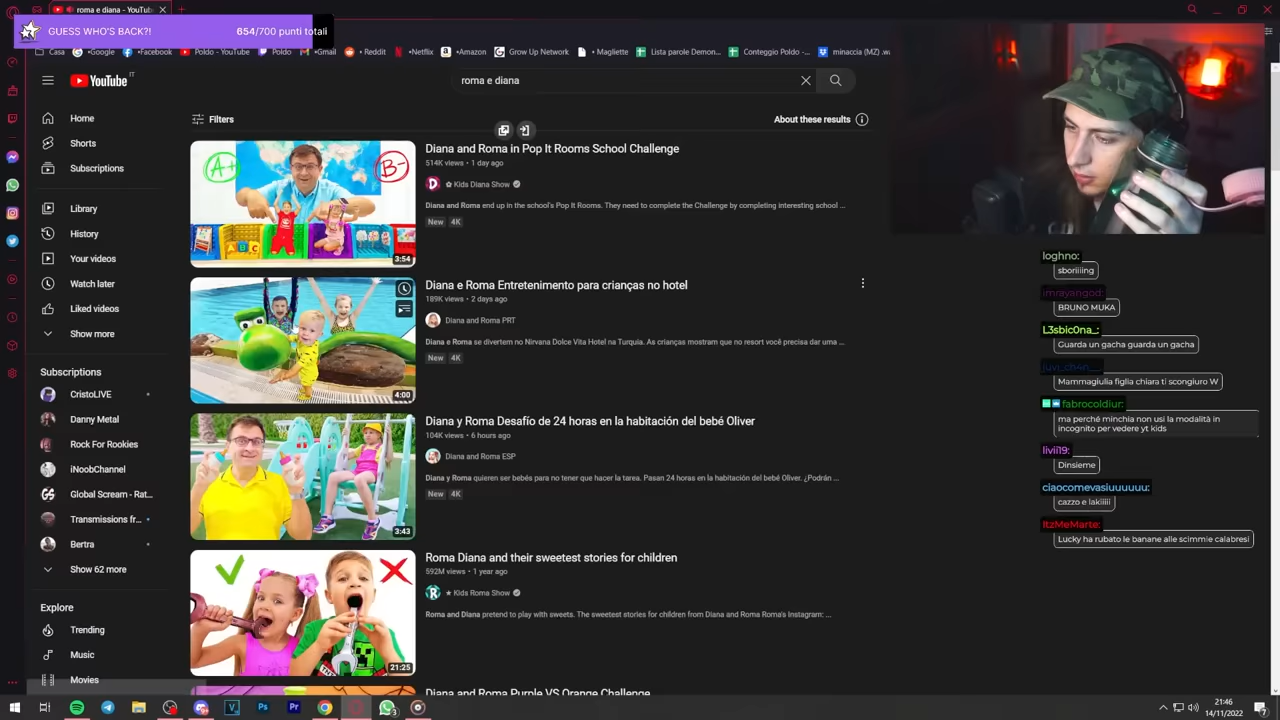 roma e diana - YouTub
GUESS WHO'S BACK?! 654/700 punti totali
Casa •Google •Facebook Poldo - YouTube Poldo •Gmail • Reddit •Netflix •Amazon Grow Up Network • Magliette Lista parole Demon... Conteggio Poldo -... minaccia (MZ) .wa
YouTube IT
roma e diana
Filters
About these results
Home
Shorts
Subscriptions
Library
History
Your videos
Watch later
Liked videos
Show more
Subscriptions
CristoLIVE
Danny Metal
Rock For Rookies
iNoobChannel
Global Scream - Rat...
Transmissions fr...
Bertra
Show 62 more
Explore
Trending
Music
Movies
A+
B-
ABC
3:54
Diana and Roma in Pop It Rooms School Challenge
514K views • 1 day ago
Kids Diana Show
Diana and Roma end up in the school's Pop It Rooms. They need to complete the Challenge by completing interesting school ...
New 4K
4:00
Diana e Roma Entretenimento para crianças no hotel
189K views • 2 days ago
Diana and Roma PRT
Diana e Roma se divertem no Nirvana Dolce Vita Hotel na Turquia. As crianças mostram que no resort você precisa dar uma ...
New 4K
3:43
Diana y Roma Desafío de 24 horas en la habitación del bebé Oliver
104K views • 6 hours ago
Diana and Roma ESP
Diana y Roma quieren ser bebés para no tener que hacer la tarea. Pasan 24 horas en la habitación del bebé Oliver. ¿Podrán ...
New 4K
21:25
Roma Diana and their sweetest stories for children
592M views • 1 year ago
Kids Roma Show
Roma and Diana pretend to play with sweets. The sweetest stories for children from Diana and Roma Roma's Instagram: ...
Diana and Roma Purple VS Orange Challenge
loghno:
sboriiiing
imrayangod:
BRUNO MUKA
L3sbic0na_:
Guarda un gacha guarda un gacha
juvi_ch4n__:
Mammagiulia figlia chiara ti scongiuro W
fabrocoldiur:
ma perché minchia non usi la modalità in
incognito per vedere yt kids
livii19:
Dinsieme
ciaocomevasiuuuuuu:
cazzo e lakiiiii
ItzMeMarte:
Lucky ha rubato le banane alle scimmie calabresi
21:46
14/11/2022